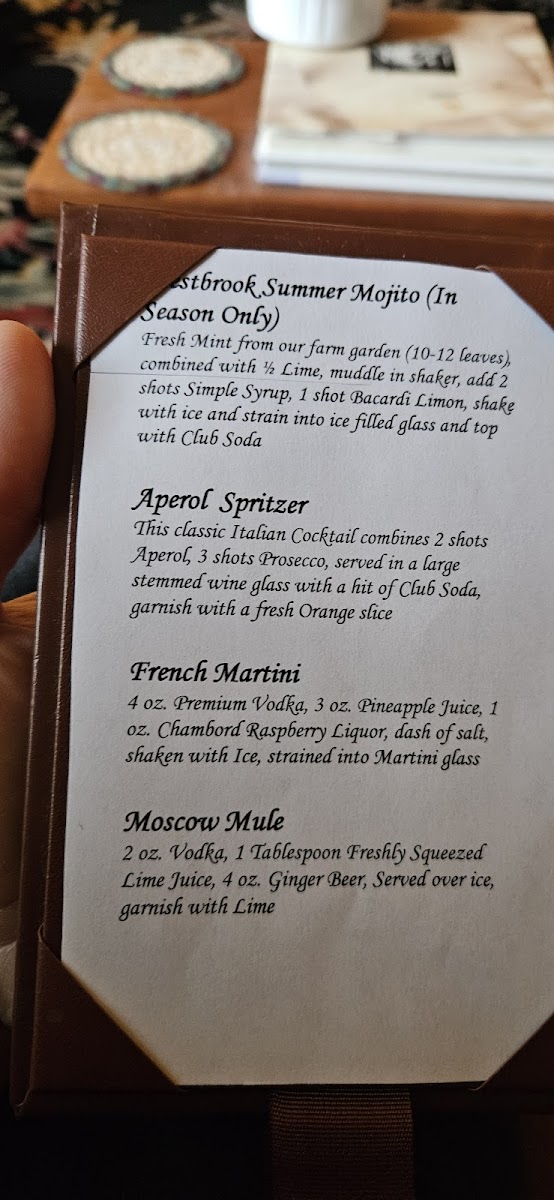 Summer Mojito (In
Season Only)
Fresh Mint from our farm garden (10-12 leaves),
combined with ½ Lime, muddle in shaker, add 2
shots Simple Syrup, 1 shot Bacardi Limon, shake
with ice and strain into ice filled glass and top
with Club Soda
Aperol Spritzer
This classic Italian Cocktail combines 2 shots
Aperol, 3 shots Prosecco, served in a large
stemmed wine glass with a hit of Club Soda,
garnish with a fresh Orange slice
French Martini
4 oz. Premium Vodka, 3 oz. Pineapple Juice, 1
oz. Chambord Raspberry Liquor, dash of salt,
shaken with Ice, strained into Martini glass
Moscow Mule
2 oz. Vodka, 1 Tablespoon Freshly Squeezed
Lime Juice, 4 oz. Ginger Beer, Served over ice,
garnish with Lime